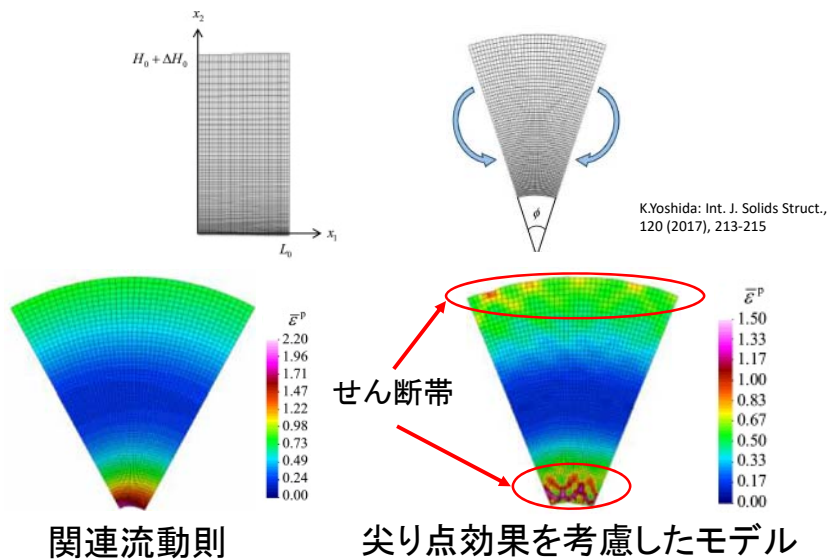 x₂
H₀ + ΔH₀
x₁
L₀
ϕ
K.Yoshida: Int. J. Solids Struct.,
120 (2017), 213-215
ε̅ᵖ
2.20
1.96
1.71
1.47
1.22
0.98
0.73
0.49
0.24
0.00
せん断帯
ε̅ᵖ
1.50
1.33
1.17
1.00
0.83
0.67
0.50
0.33
0.17
0.00
関連流動則
尖り点効果を考慮したモデル